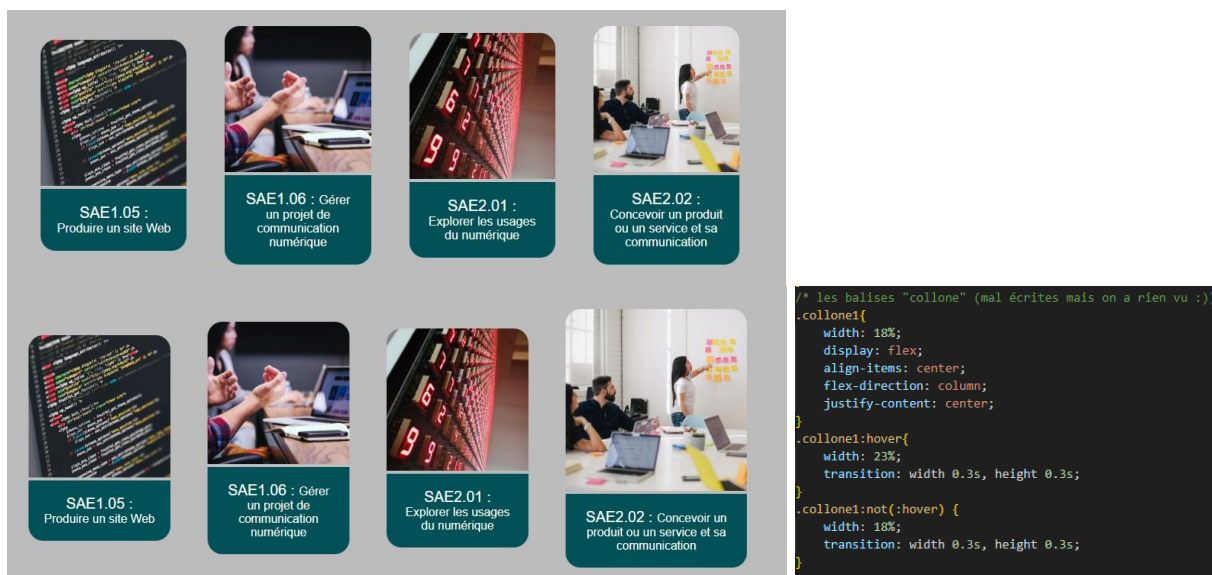 SAE1.05 :
Produire un site Web
SAE1.06 : Gérer
un projet de
communication
numérique
SAE2.01 :
Explorer les usages
du numérique
SAE2.02 :
Concevoir un produit
ou un service et sa
communication
SAE1.05 :
Produire un site Web
SAE1.06 : Gérer
un projet de
communication
numérique
SAE2.01 :
Explorer les usages
du numérique
SAE2.02 : Concevoir un
produit ou un service et sa
communication
/* les balises "collone" (mal écrites mais on a rien vu :))
.collone1{
    width: 18%;
    display: flex;
    align-items: center;
    flex-direction: column;
    justify-content: center;
}
.collone1:hover{
    width: 23%;
    transition: width 0.3s, height 0.3s;
}
.collone1:not(:hover) {
    width: 18%;
    transition: width 0.3s, height 0.3s;
}